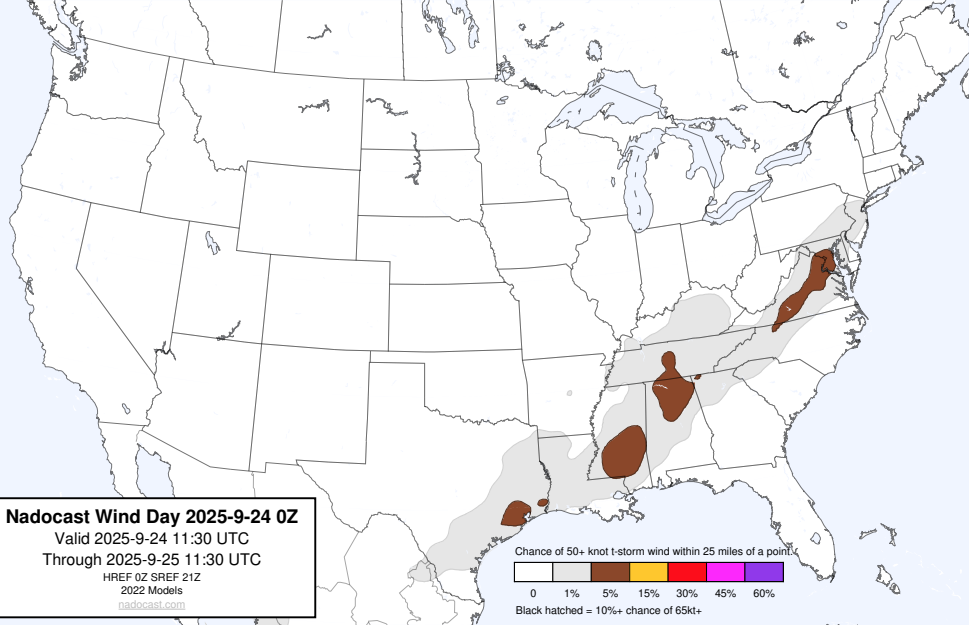 Nadocast Wind Day 2025-9-24 0Z
Valid 2025-9-24 11:30 UTC
Through 2025-9-25 11:30 UTC
HREF 0Z SREF 21Z
2022 Models
nadocast.com
Chance of 50+ knot t-storm wind within 25 miles of a point.
0 1% 5% 15% 30% 45% 60%
Black hatched = 10%+ chance of 65kt+